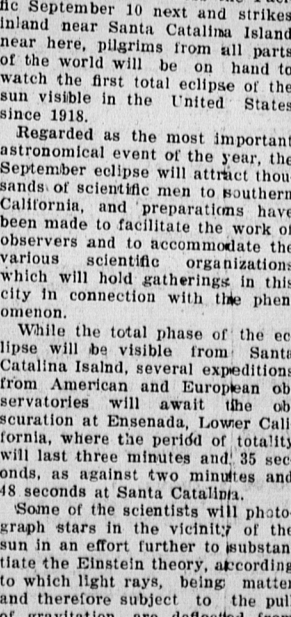 fic September 10 next and strikes
inland near Santa Catalina Island
near here, pilgrims from all parts
of the world will be on hand to
watch the first total eclipse of the
sun visible in the United States
since 1918.
Regarded as the most important
astronomical event of the year, the
September eclipse will attract thou
sands of scientific men to southern
California, and preparations have
been made to facilitate the work of
observers and to accommodate the
various scientific organizations
which will hold gatherings in this
city in connection with the phen
omenon.
While the total phase of the ec
lipse will be visible from Santa
Catalina Isalnd, several expeditions
from American and European ob
servatories will await the ob
scuration at Ensenada, Lower Cali
fornia, where the period of totality
will last three minutes and 35 sec
onds, as against two minutes and
48 seconds at Santa Catalina.
Some of the scientists will photo
graph stars in the vicinity of the
sun in an effort further to substan
tiate the Einstein theory, according
to which light rays, being matter
and therefore subject to the pull
of gravitation, are deflected from